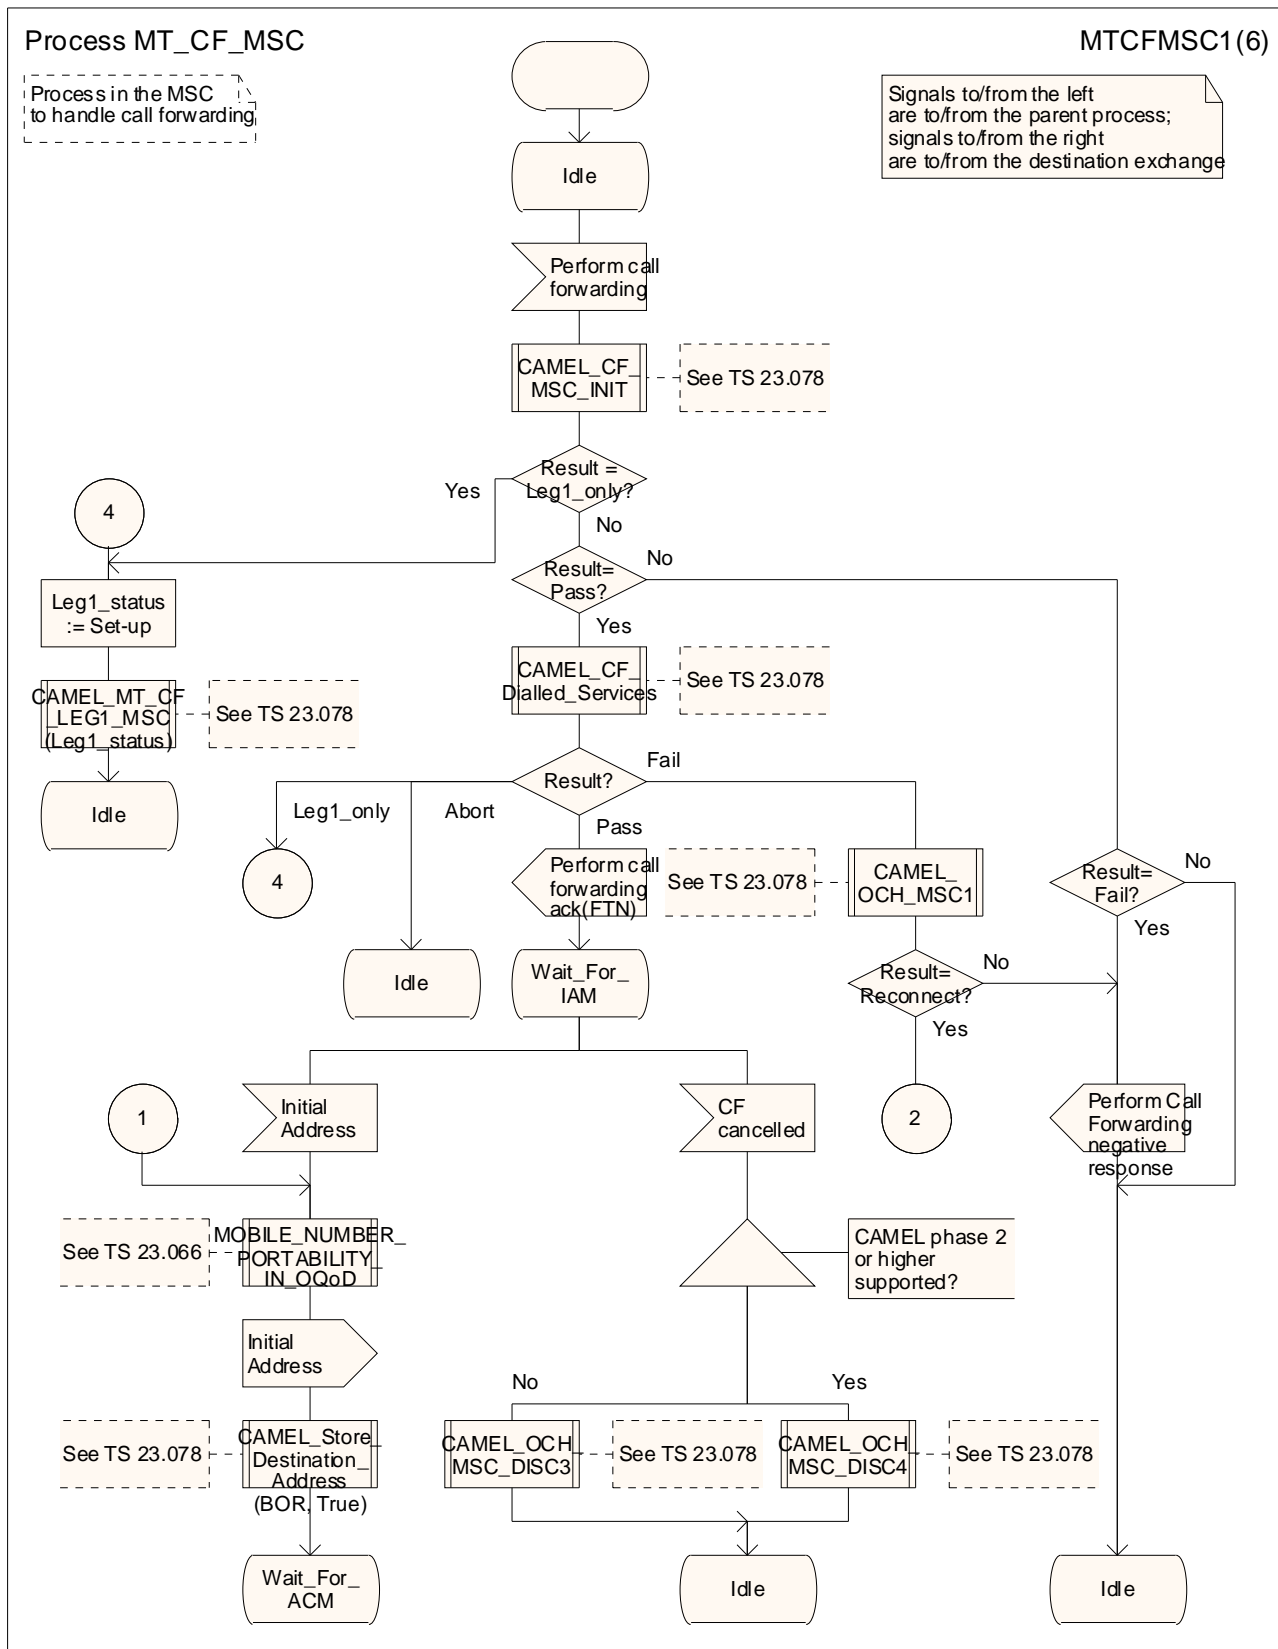 Process MT_CF_MSC
MTCFMSC1(6)
Process in the MSC
to handle call forwarding
Signals to/from the left
are to/from the parent process;
signals to/from the right
are to/from the destination exchange
Idle
Perform call
forwarding
CAMEL_CF_
MSC_INIT
See TS 23.078
Result =
Leg1_only?
Yes
No
4
Result=
Pass?
No
Yes
Leg1_status
:= Set-up
CAMEL_CF_
Dialled_Services
See TS 23.078
CAMEL_MT_CF
_LEG1_MSC
(Leg1_status)
See TS 23.078
Idle
Result?
Fail
Leg1_only
Abort
Pass
4
Perform call
forwarding
ack(FTN)
See TS 23.078
CAMEL_
OCH_MSC1
Result=
Fail?
No
Yes
Idle
Wait_For_
IAM
Result=
Reconnect?
No
Yes
1
Initial
Address
CF
cancelled
2
Perform Call
Forwarding
negative
response
See TS 23.066
MOBILE_NUMBER_
PORTABILITY_
IN_OQoD
CAMEL phase 2
or higher
supported?
Initial
Address
No
Yes
See TS 23.078
CAMEL_Store_
Destination_
Address
(BOR, True)
CAMEL_OCH_
MSC_DISC3
See TS 23.078
CAMEL_OCH_
MSC_DISC4
See TS 23.078
Wait_For_
ACM
Idle
Idle